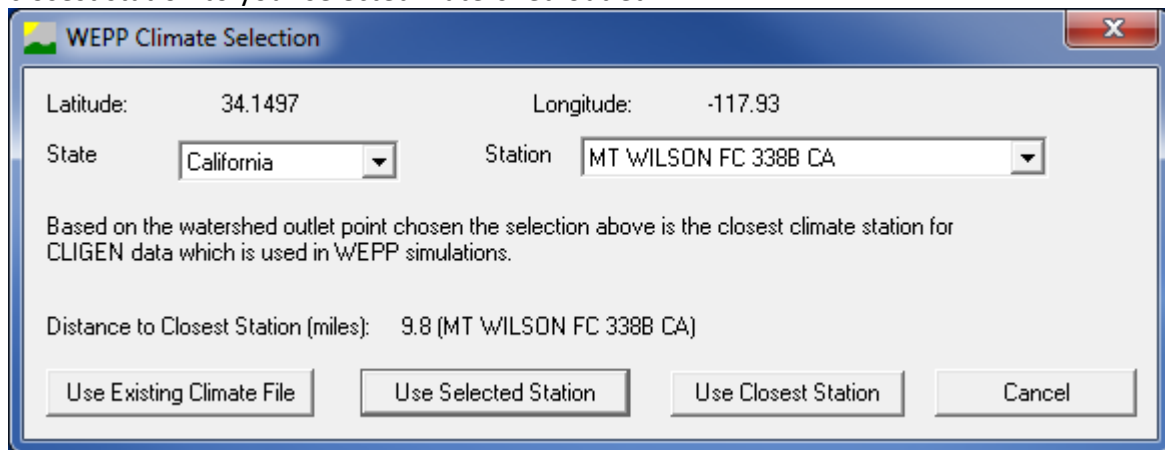 WEPP Climate Selection
Latitude: 34.1497 Longitude: -117.93
State California Station MT WILSON FC 338B CA
Based on the watershed outlet point chosen the selection above is the closest climate station for
CLIGEN data which is used in WEPP simulations.
Distance to Closest Station (miles): 9.8 (MT WILSON FC 338B CA)
Use Existing Climate File Use Selected Station Use Closest Station Cancel